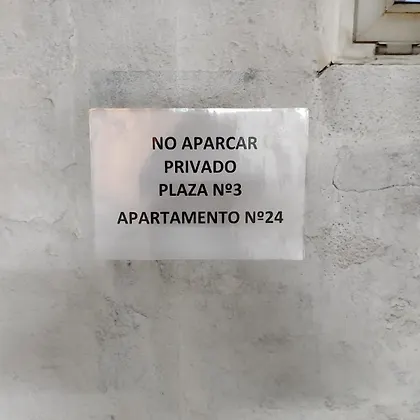 NO APARCAR
PRIVADO
PLAZA Nº3
APARTAMENTO Nº24